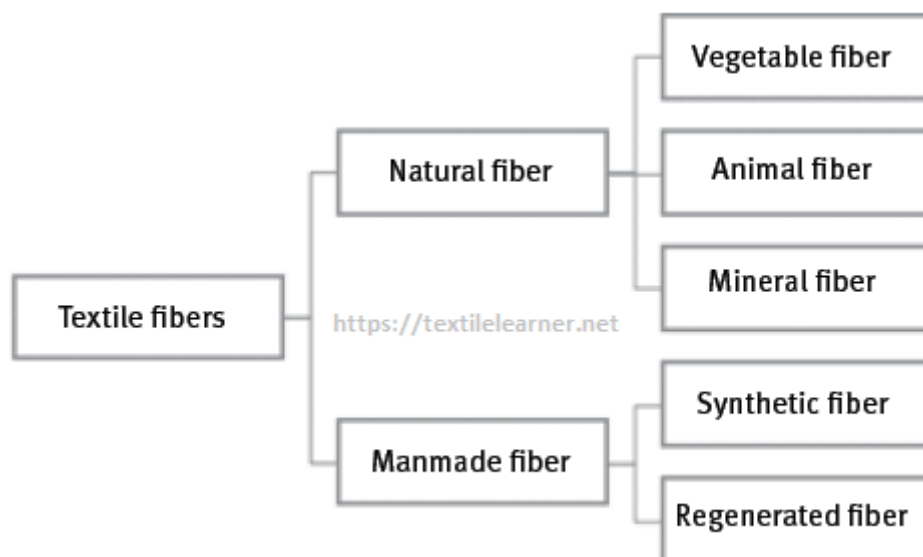 Vegetable fiber
Natural fiber
Animal fiber
Mineral fiber
Textile fibers
https://textilelearner.net
Synthetic fiber
Manmade fiber
Regenerated fiber